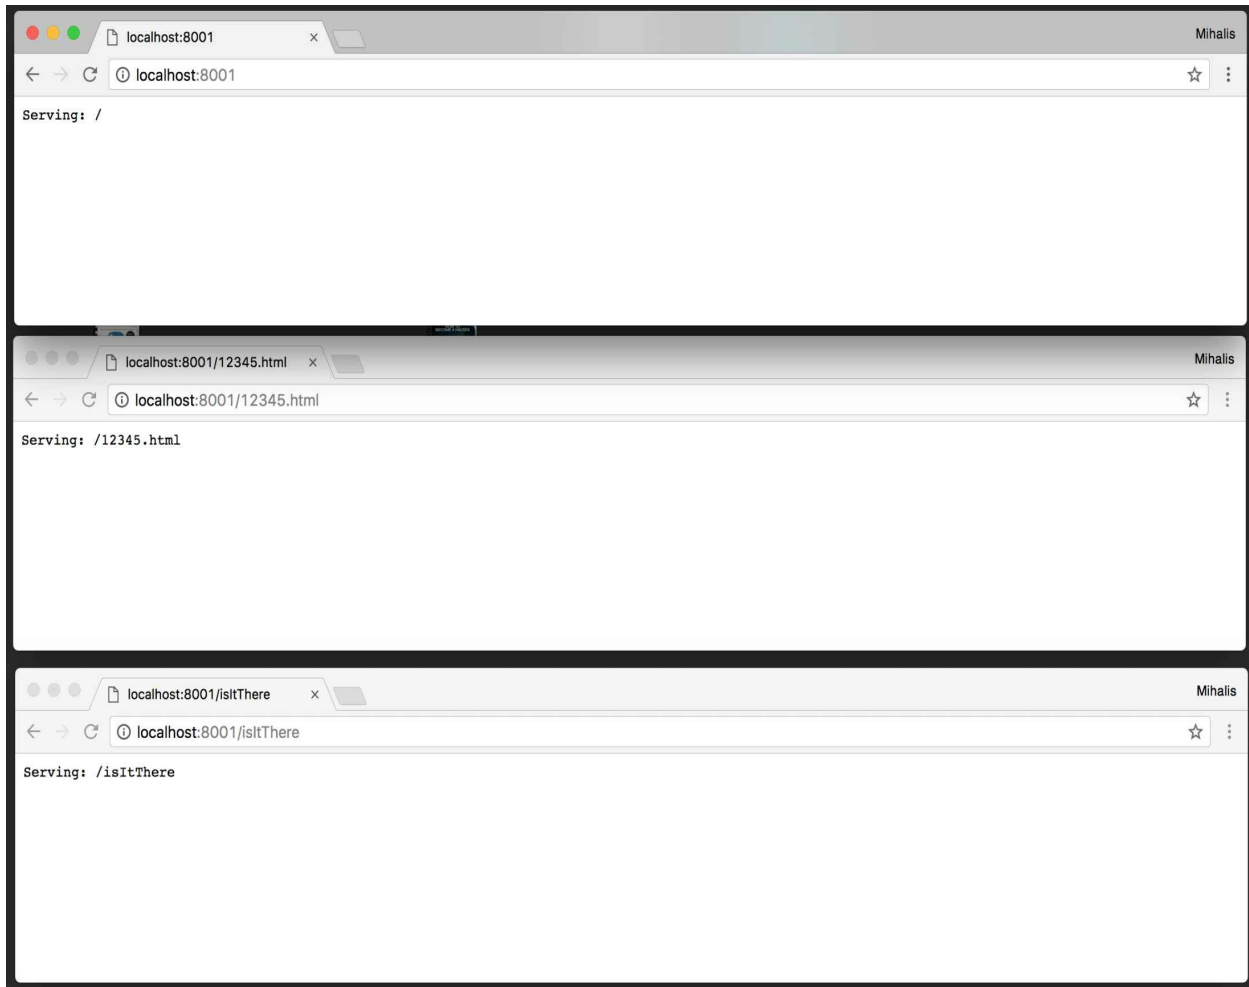 localhost:8001
Mihalis
localhost:8001
Serving: /
localhost:8001/12345.html
Mihalis
localhost:8001/12345.html
Serving: /12345.html
localhost:8001/isItThere
Mihalis
localhost:8001/isItThere
Serving: /isItThere